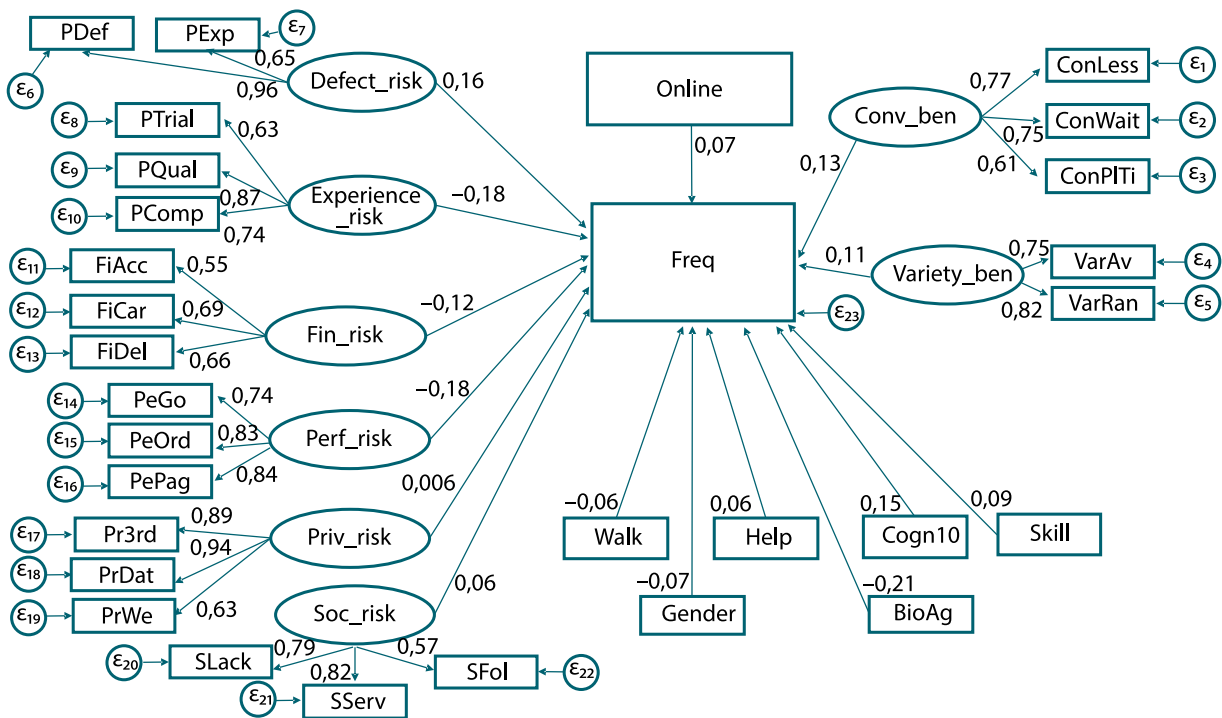 PDef
PExp
ε7
0,65
ε6
0,96
Defect_risk
0,16
ε8
PTrial
0,63
ε9
PQual
ε10
PComp
0,87
0,74
Experience
_risk
−0,18
ε11
FiAcc
0,55
ε12
FiCar
0,69
ε13
FiDel
0,66
Fin_risk
−0,12
ε14
PeGo
0,74
ε15
PeOrd
0,83
ε16
PePag
0,84
Perf_risk
−0,18
ε17
Pr3rd
0,89
ε18
PrDat
0,94
ε19
PrWe
0,63
Priv_risk
0,006
Soc_risk
0,06
ε20
SLack
0,79
ε21
SServ
0,82
SFol
0,57
ε22
Online
0,07
Freq
ε23
Conv_ben
0,13
0,77
ConLess
ε1
0,75
ConWait
ε2
0,61
ConPlTi
ε3
Variety_ben
0,11
0,75
VarAv
ε4
0,82
VarRan
ε5
−0,06
Walk
−0,07
Gender
0,06
Help
0,15
Cogn10
−0,21
BioAg
0,09
Skill